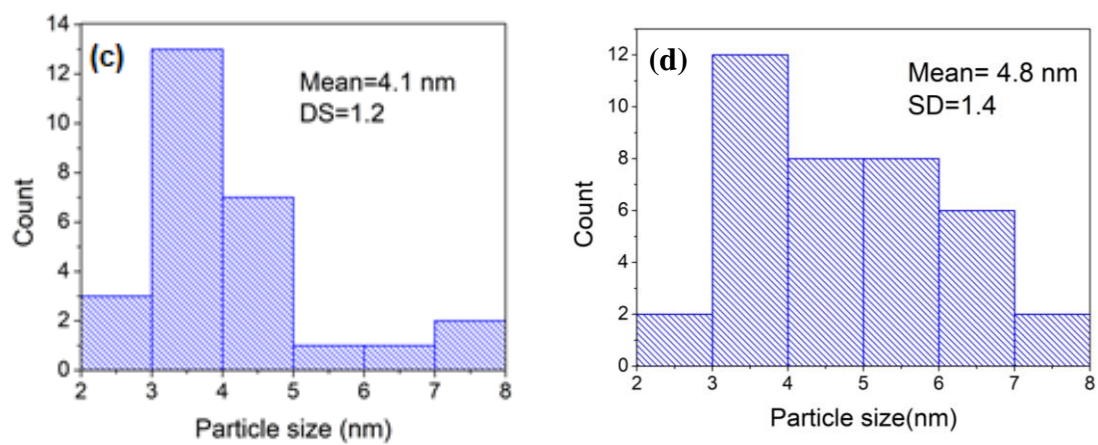 (c)
Mean=4.1 nm
DS=1.2
Count
14
12
10
8
6
4
2
0
2 3 4 5 6 7 8
Particle size (nm)
(d)
Mean= 4.8 nm
SD=1.4
Count
12
10
8
6
4
2
0
2 3 4 5 6 7 8
Particle size(nm)